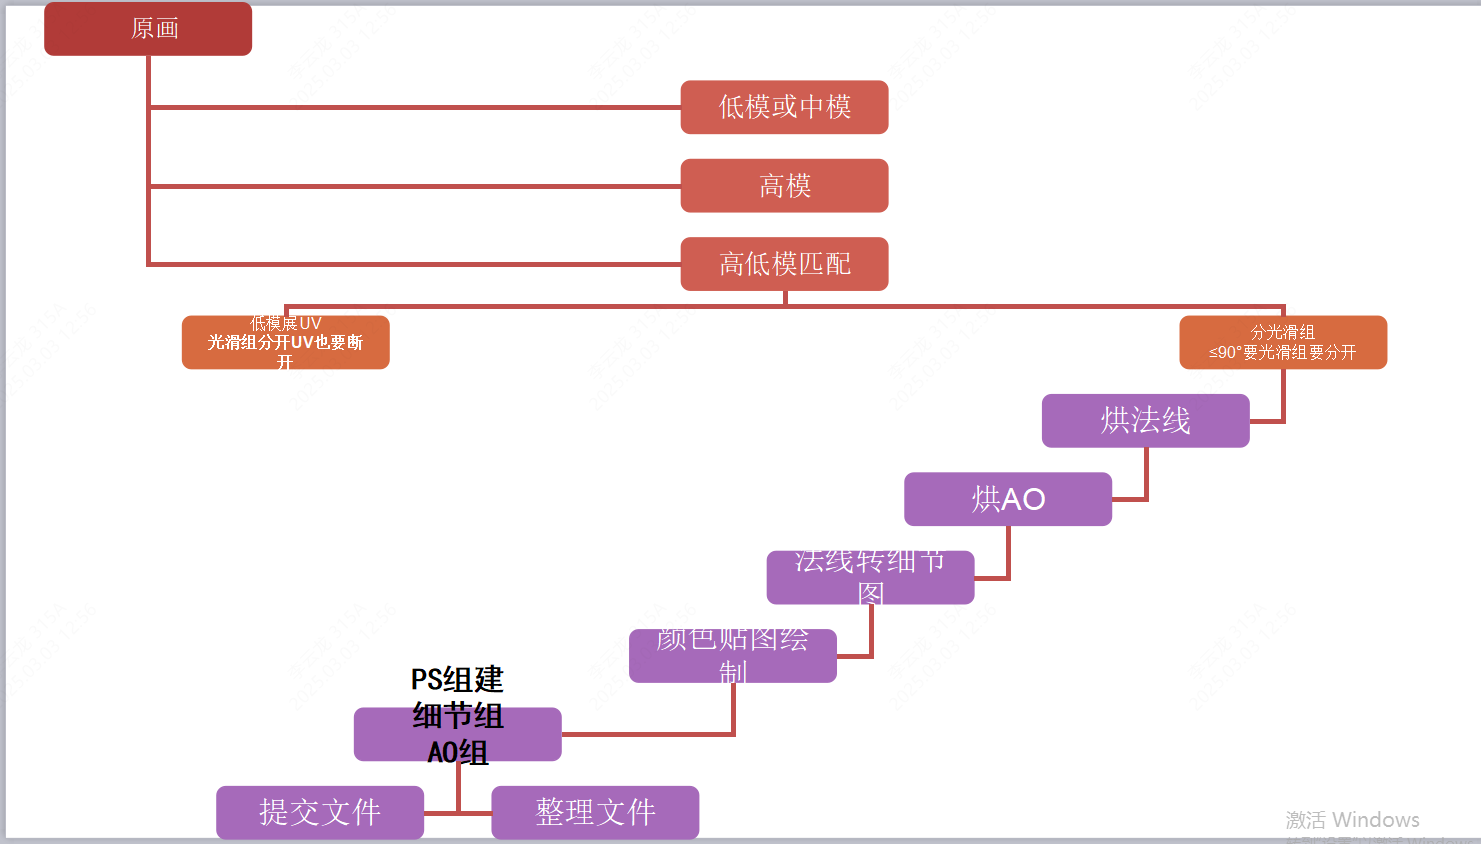 原画
低模或中模
高模
高低模匹配
低模展UV
光滑组分开UV也要断
开
分光滑组
≤90°要光滑组要分开
烘法线
烘AO
法线转细节
图
颜色贴图绘
制
PS组建
细节组
AO组
提交文件
整理文件
激活 Windows